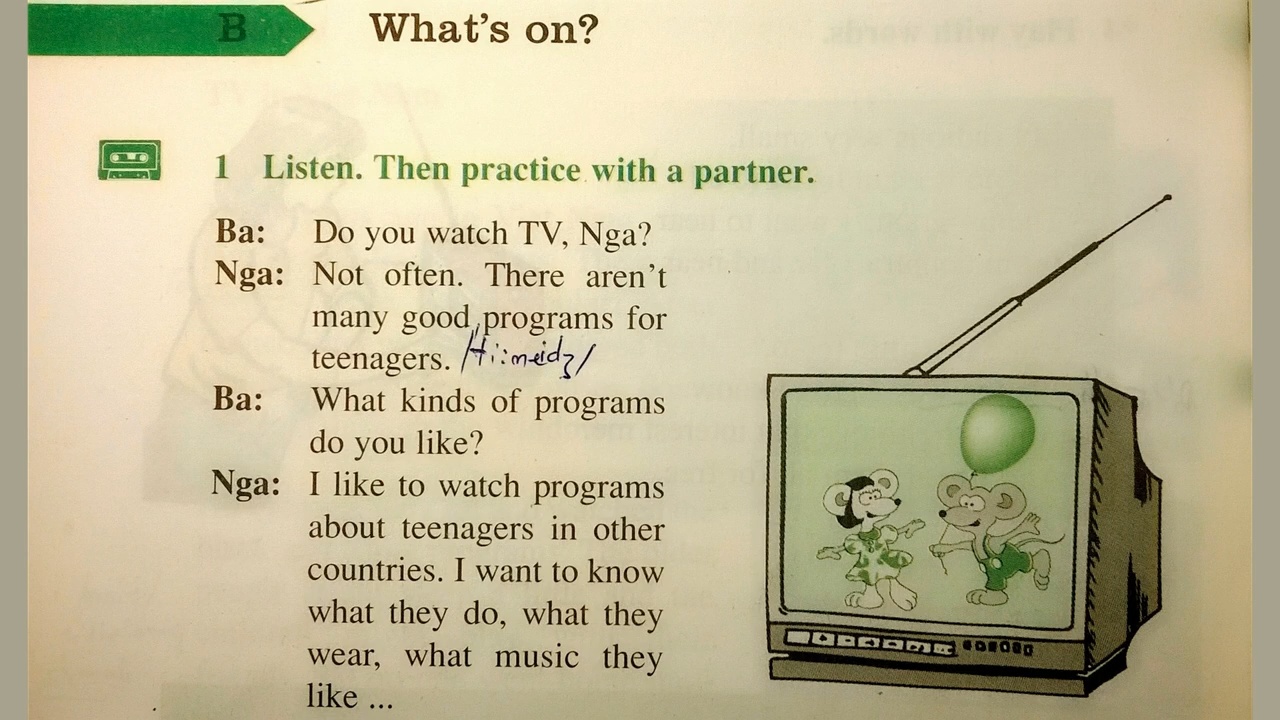 B What's on?
1 Listen. Then practice with a partner.
Ba: Do you watch TV, Nga?
Nga: Not often. There aren't
many good programs for
teenagers.
Ba: What kinds of programs
do you like?
Nga: I like to watch programs
about teenagers in other
countries. I want to know
what they do, what they
wear, what music they
like ...